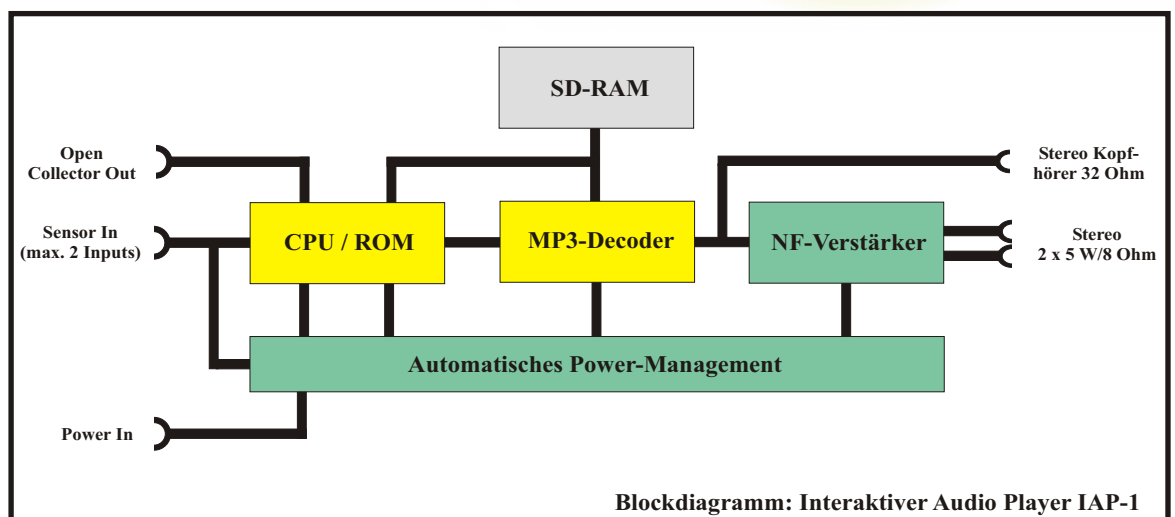 SD-RAM
Open
Collector Out
Stereo Kopf-
hörer 32 Ohm
Sensor In
(max. 2 Inputs)
CPU / ROM
MP3-Decoder
NF-Verstärker
Stereo
2 x 5 W/8 Ohm
Automatisches Power-Management
Power In
Blockdiagramm: Interaktiver Audio Player IAP-1